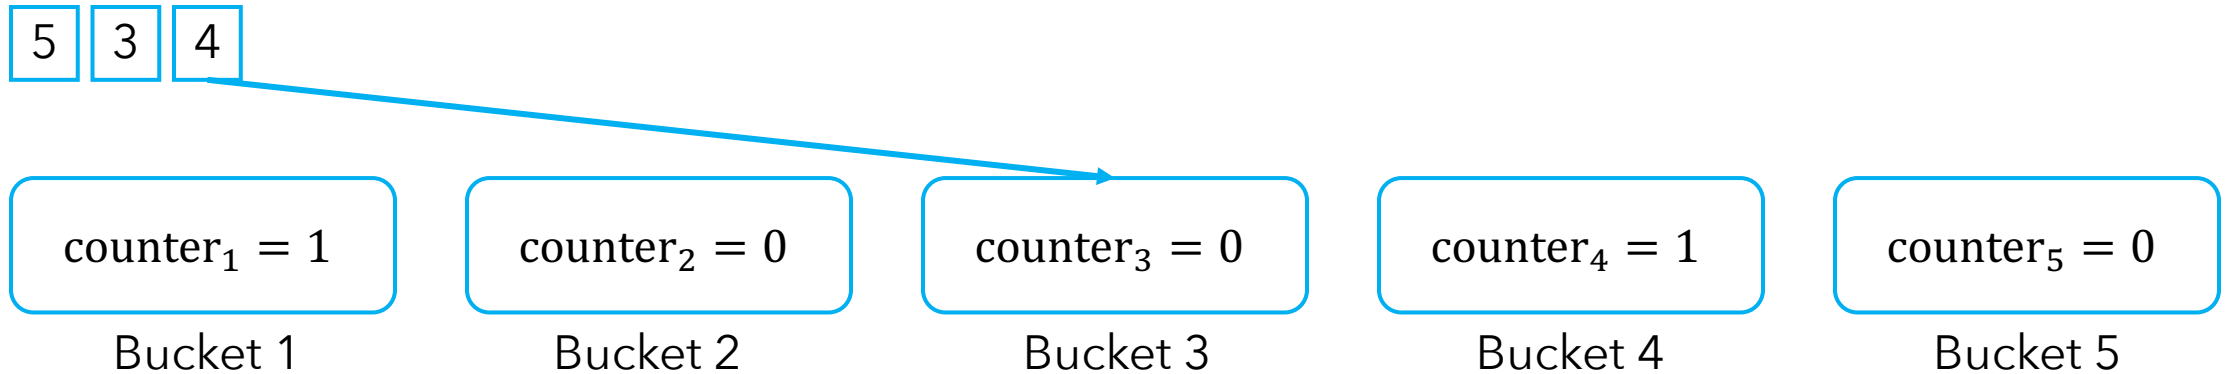 5 3 4
counter₁ = 1 counter₂ = 0 counter₃ = 0 counter₄ = 1 counter₅ = 0
Bucket 1 Bucket 2 Bucket 3 Bucket 4 Bucket 5